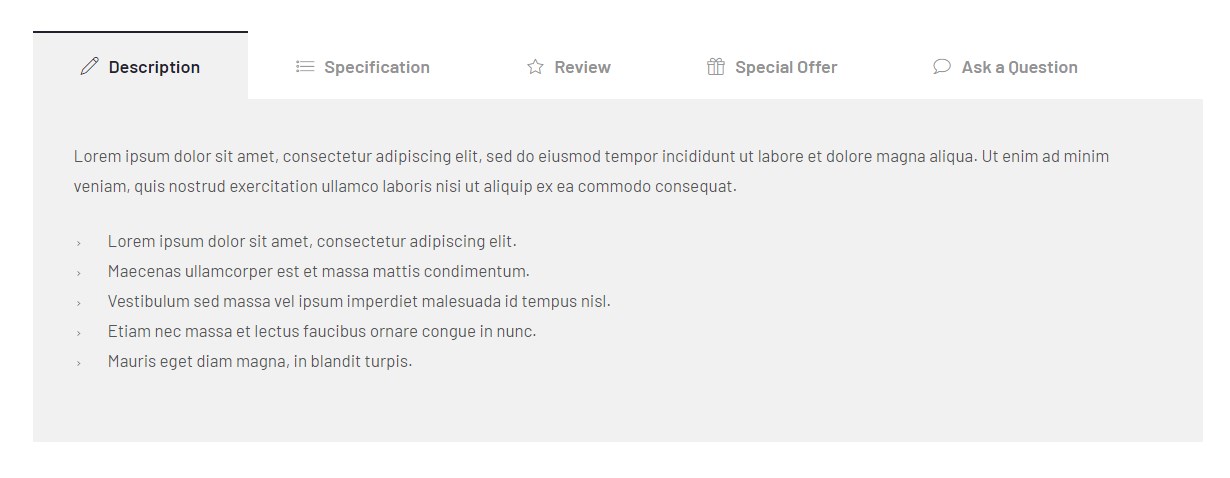 Description Specification Review Special Offer Ask a Question
Lorem ipsum dolor sit amet, consectetur adipiscing elit, sed do eiusmod tempor incididunt ut labore et dolore magna aliqua. Ut enim ad minim
veniam, quis nostrud exercitation ullamco laboris nisi ut aliquip ex ea commodo consequat.
› Lorem ipsum dolor sit amet, consectetur adipiscing elit.
› Maecenas ullamcorper est et massa mattis condimentum.
› Vestibulum sed massa vel ipsum imperdiet malesuada id tempus nisl.
› Etiam nec massa et lectus faucibus ornare congue in nunc.
› Mauris eget diam magna, in blandit turpis.